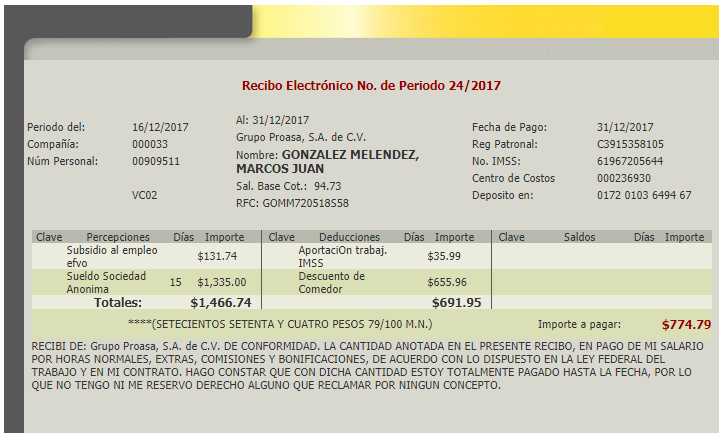 Recibo Electrónico No. de Periodo 24/2017
Periodo del: 16/12/2017 Al: 31/12/2017 Fecha de Pago: 31/12/2017
Compañía: 000033 Grupo Proasa, S.A. de C.V. Reg Patronal: C3915358105
Núm Personal: 00909511 Nombre: GONZALEZ MELENDEZ, No. IMSS: 61967205644
MARCOS JUAN
Centro de Costos 000236930
VC02 Sal. Base Cot.: 94.73 Deposito en: 0172 0103 6494 67
RFC: GOMM720518S58
Clave Percepciones Días Importe Clave Deducciones Días Importe Clave Saldos Días Importe
Subsidio al empleo $131.74 AportaciOn trabaj. $35.99
efvo IMSS
Sueldo Sociedad 15 $1,335.00 Descuento de $655.96
Anonima Comedor
Totales: $1,466.74 $691.95
****(SETECIENTOS SETENTA Y CUATRO PESOS 79/100 M.N.) Importe a pagar: $774.79
RECIBI DE: Grupo Proasa, S.A. de C.V. DE CONFORMIDAD. LA CANTIDAD ANOTADA EN EL PRESENTE RECIBO, EN PAGO DE MI SALARIO
POR HORAS NORMALES, EXTRAS, COMISIONES Y BONIFICACIONES, DE ACUERDO CON LO DISPUESTO EN LA LEY FEDERAL DEL
TRABAJO Y EN MI CONTRATO. HAGO CONSTAR QUE CON DICHA CANTIDAD ESTOY TOTALMENTE PAGADO HASTA LA FECHA, POR LO
QUE NO TENGO NI ME RESERVO DERECHO ALGUNO QUE RECLAMAR POR NINGUN CONCEPTO.